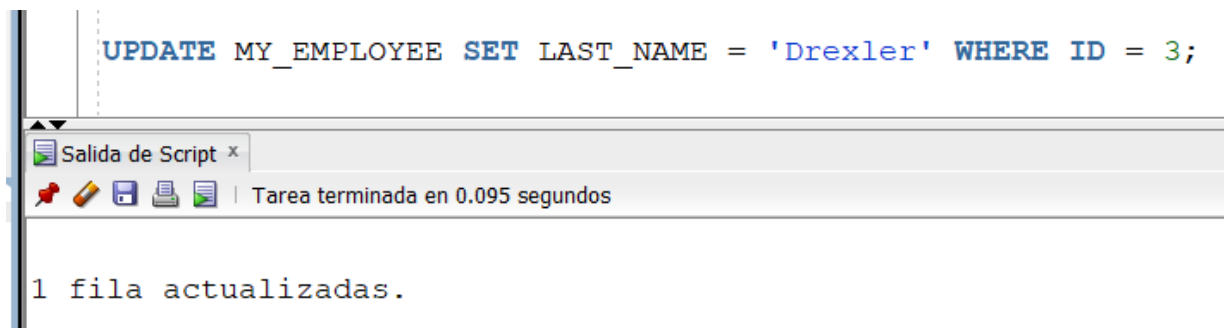 UPDATE MY_EMPLOYEE SET LAST_NAME = 'Drexler' WHERE ID = 3;
Salida de Script x
Tarea terminada en 0.095 segundos
1 fila actualizadas.